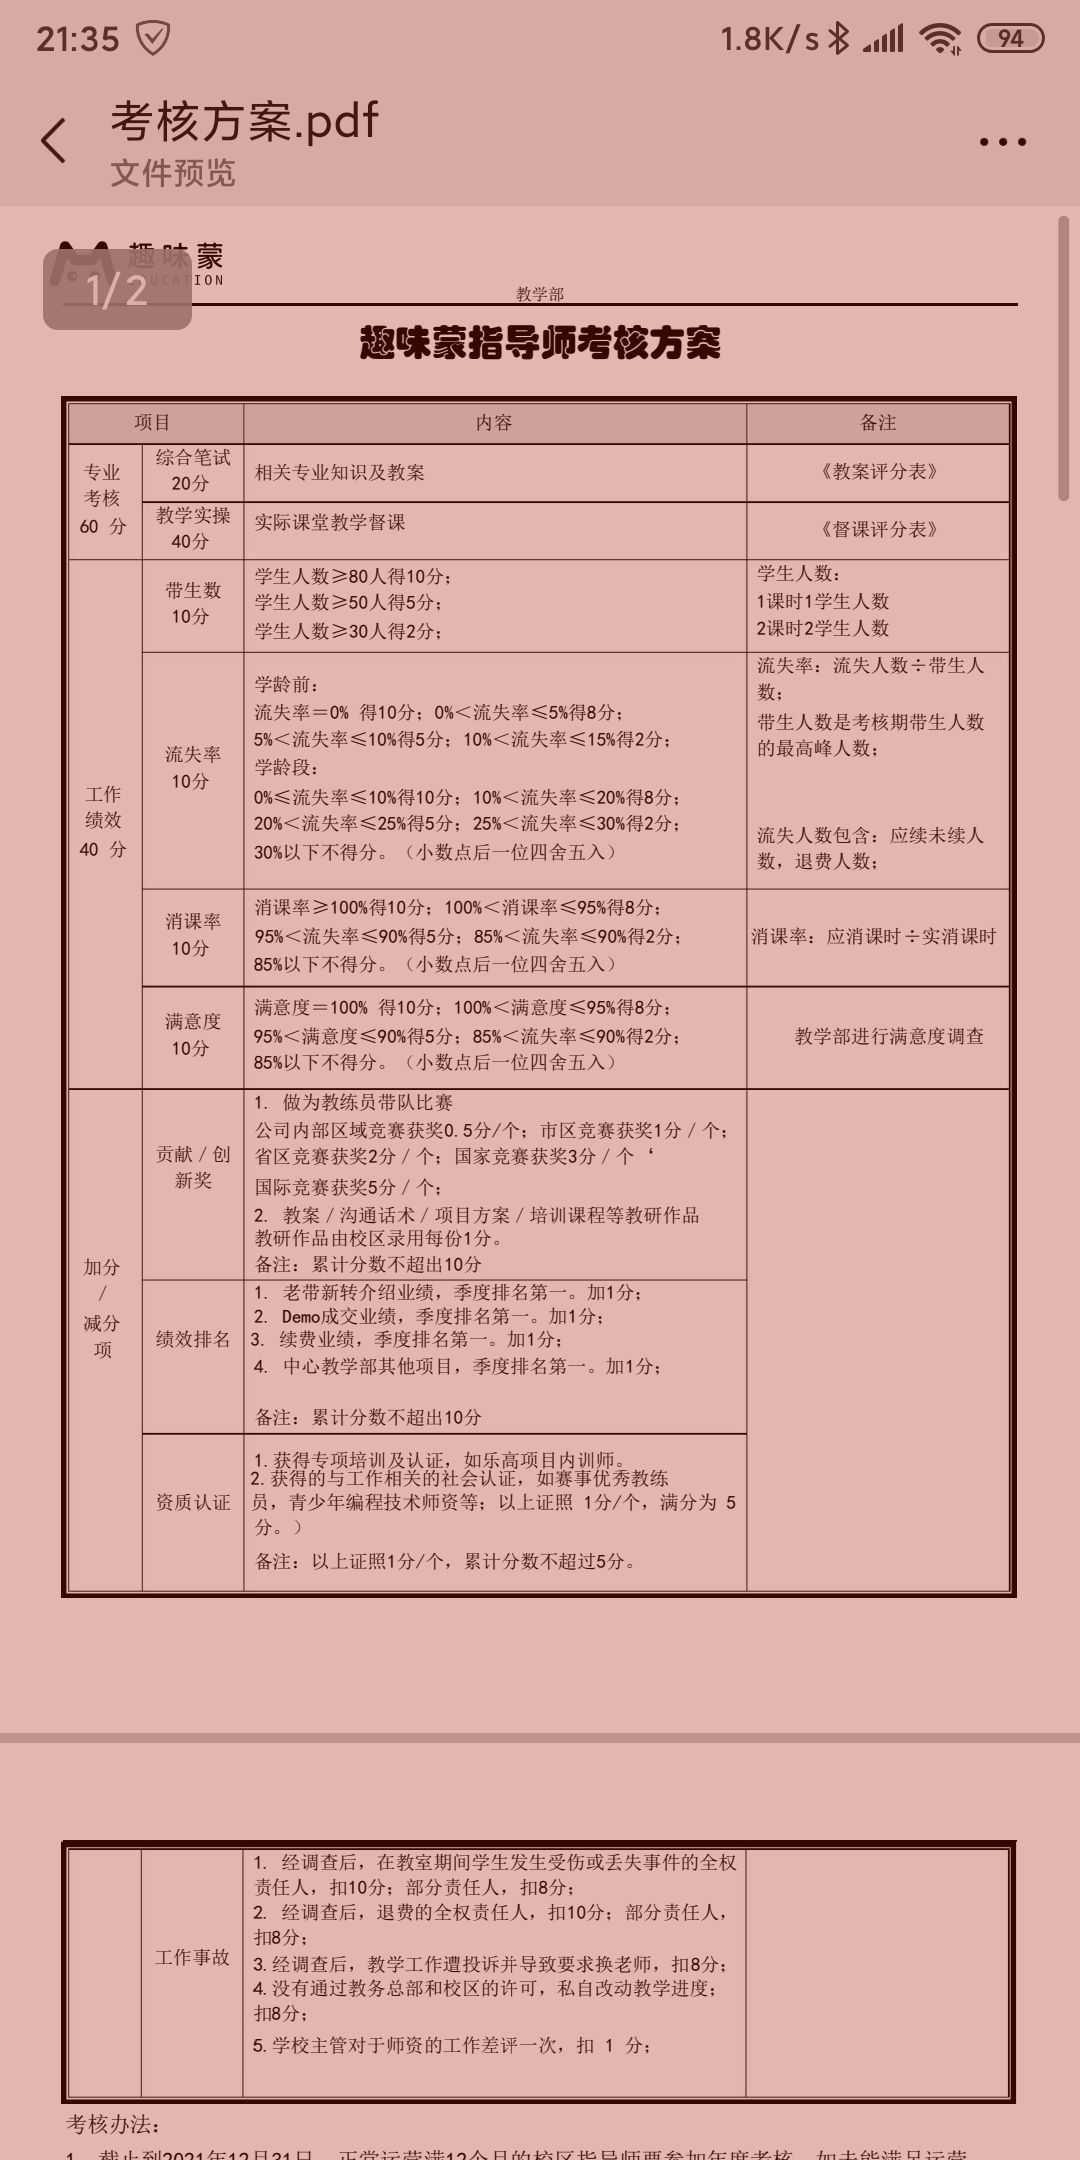 21:35
1.8K/s 94
考核方案.pdf
文件预览
趣味蒙
1/2
教学部
趣味蒙指导师考核方案
项目 内容 备注
专业考核 60 分
综合笔试 20分
相关专业知识及教案
《教案评分表》
教学实操 40分
实际课堂教学督课
《督课评分表》
工作绩效 40 分
带生数 10分
学生人数≥80人得10分;
学生人数≥50人得5分;
学生人数≥30人得2分;
学生人数:
1课时1学生人数
2课时2学生人数
流失率 10分
学龄前:
流失率=0% 得10分; 0%<流失率≤5%得8分;
5%<流失率≤10%得5分; 10%<流失率≤15%得2分;
学龄段:
0%≤流失率≤10%得10分; 10%<流失率≤20%得8分;
20%<流失率≤25%得5分; 25%<流失率≤30%得2分;
30%以下不得分。（小数点后一位四舍五入）
流失率: 流失人数÷带生人
数;
带生人数是考核期带生人数
的最高峰人数;
流失人数包含: 应续未续人
数, 退费人数;
消课率 10分
消课率≥100%得10分; 100%<消课率≤95%得8分;
95%<流失率≤90%得5分; 85%<流失率≤90%得2分;
85%以下不得分。（小数点后一位四舍五入）
消课率: 应消课时÷实消课时
满意度 10分
满意度=100% 得10分; 100%<满意度≤95%得8分;
95%<满意度≤90%得5分; 85%<流失率≤90%得2分;
85%以下不得分。（小数点后一位四舍五入）
教学部进行满意度调查
加分/减分项
贡献/创新奖
1. 做为教练员带队比赛
公司内部区域竞赛获奖0.5分/个; 市区竞赛获奖1分/个;
省区竞赛获奖2分/个; 国家竞赛获奖3分/个‘
国际竞赛获奖5分/个;
2. 教案/沟通话术/项目方案/培训课程等教研作品
教研作品由校区录用每份1分。
备注: 累计分数不超出10分
绩效排名
1. 老带新转介绍业绩, 季度排名第一。加1分;
2. Demo成交业绩, 季度排名第一。加1分;
3. 续费业绩, 季度排名第一。加1分;
4. 中心教学部其他项目, 季度排名第一。加1分;
备注: 累计分数不超出10分
资质认证
1.获得专项培训及认证, 如乐高项目内训师。
2.获得的与工作相关的社会认证, 如赛事优秀教练
员, 青少年编程技术师资等; 以上证照 1分/个, 满分为 5
分。）
备注: 以上证照1分/个, 累计分数不超过5分。
工作事故
1. 经调查后, 在教室期间学生发生受伤或丢失事件的全权
责任人, 扣10分; 部分责任人, 扣8分;
2. 经调查后, 退费的全权责任人, 扣10分; 部分责任人,
扣8分;
3.经调查后, 教学工作遭投诉并导致要求换老师, 扣8分;
4.没有通过教务总部和校区的许可, 私自改动教学进度;
扣8分;
5.学校主管对于师资的工作差评一次, 扣 1 分;
考核办法:
1. 截止到2021年12月31日, 正常运营满12个月的校区指导师要参加年度考核, 如未能满足运营